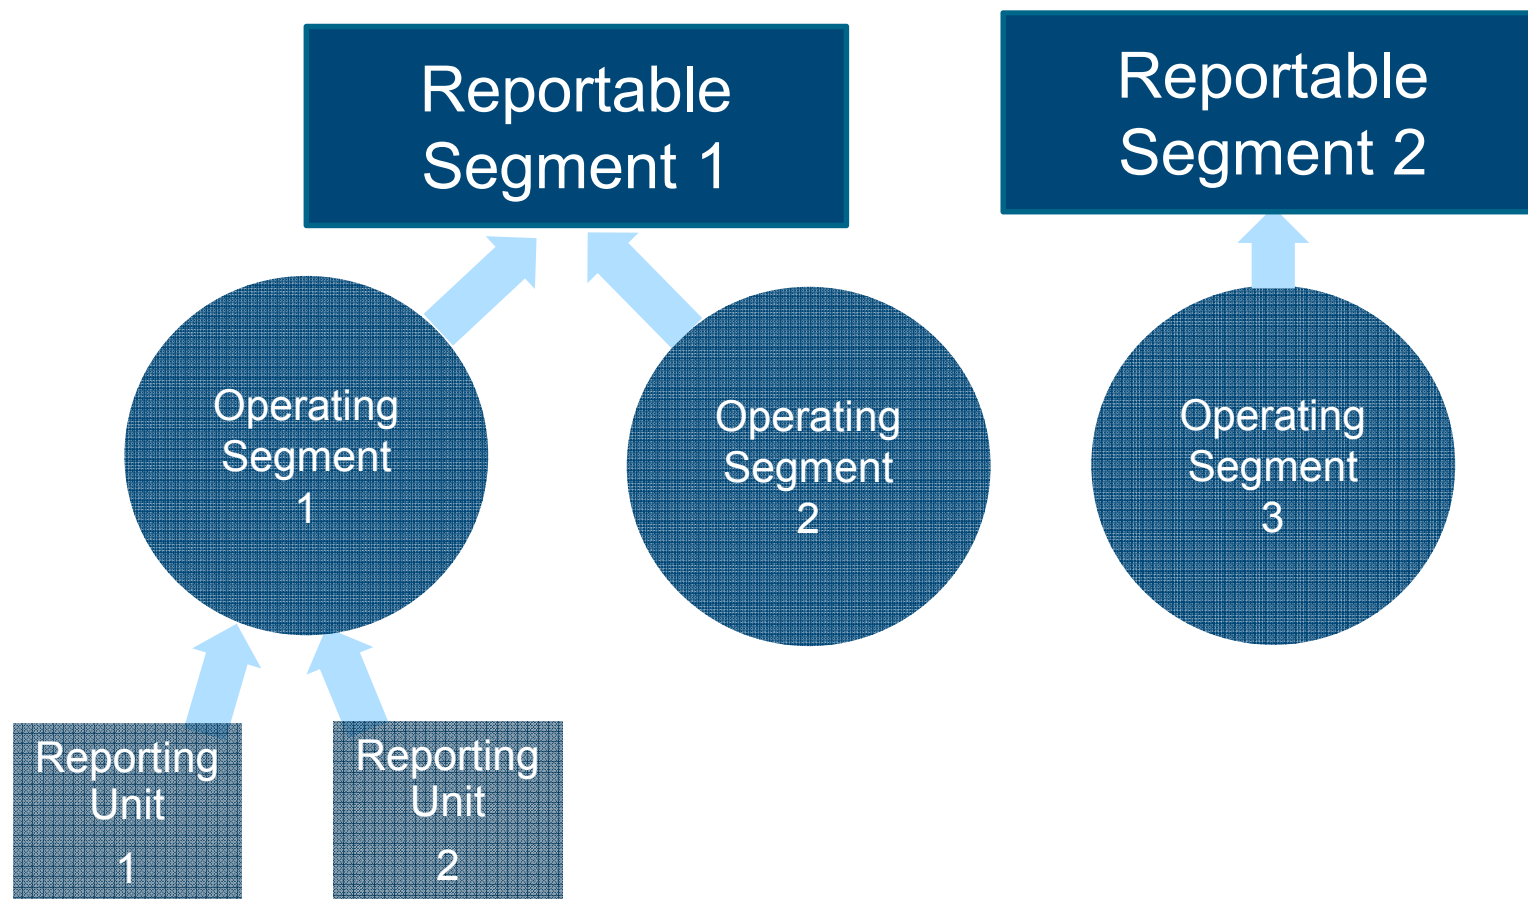 Reportable
Segment 1
Reportable
Segment 2
Operating
Segment
1
Operating
Segment
2
Operating
Segment
3
Reporting
Unit
1
Reporting
Unit
2